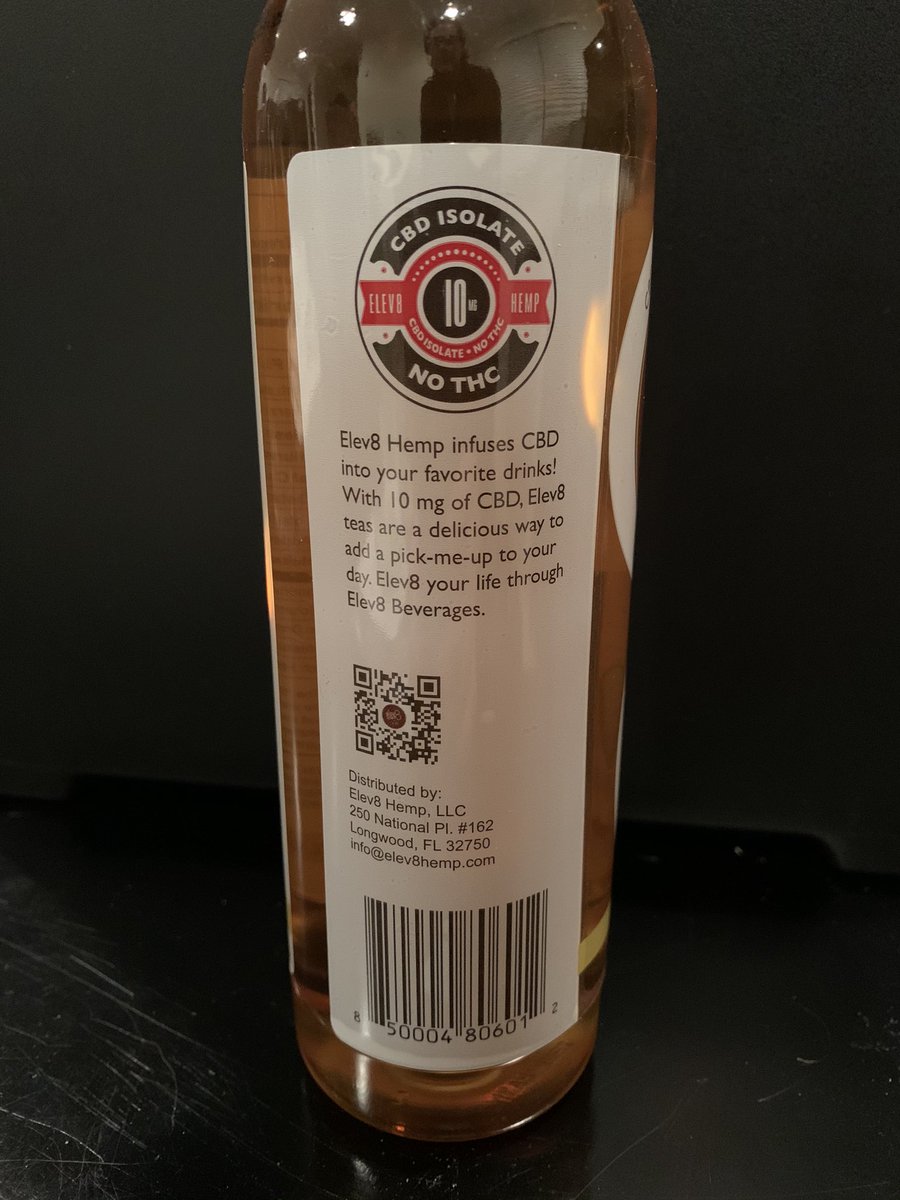 CBD ISOLATE
ELEV8
10 MG
HEMP
CBD ISOLATE • NO THC
NO THC
Elev8 Hemp infuses CBD
into your favorite drinks!
With 10 mg of CBD, Elev8
teas are a delicious way to
add a pick-me-up to your
day. Elev8 your life through
Elev8 Beverages.
Distributed by:
Elev8 Hemp, LLC
250 National Pl. #162
Longwood, FL 32750
info@elev8hemp.com
8 50004 80601 2